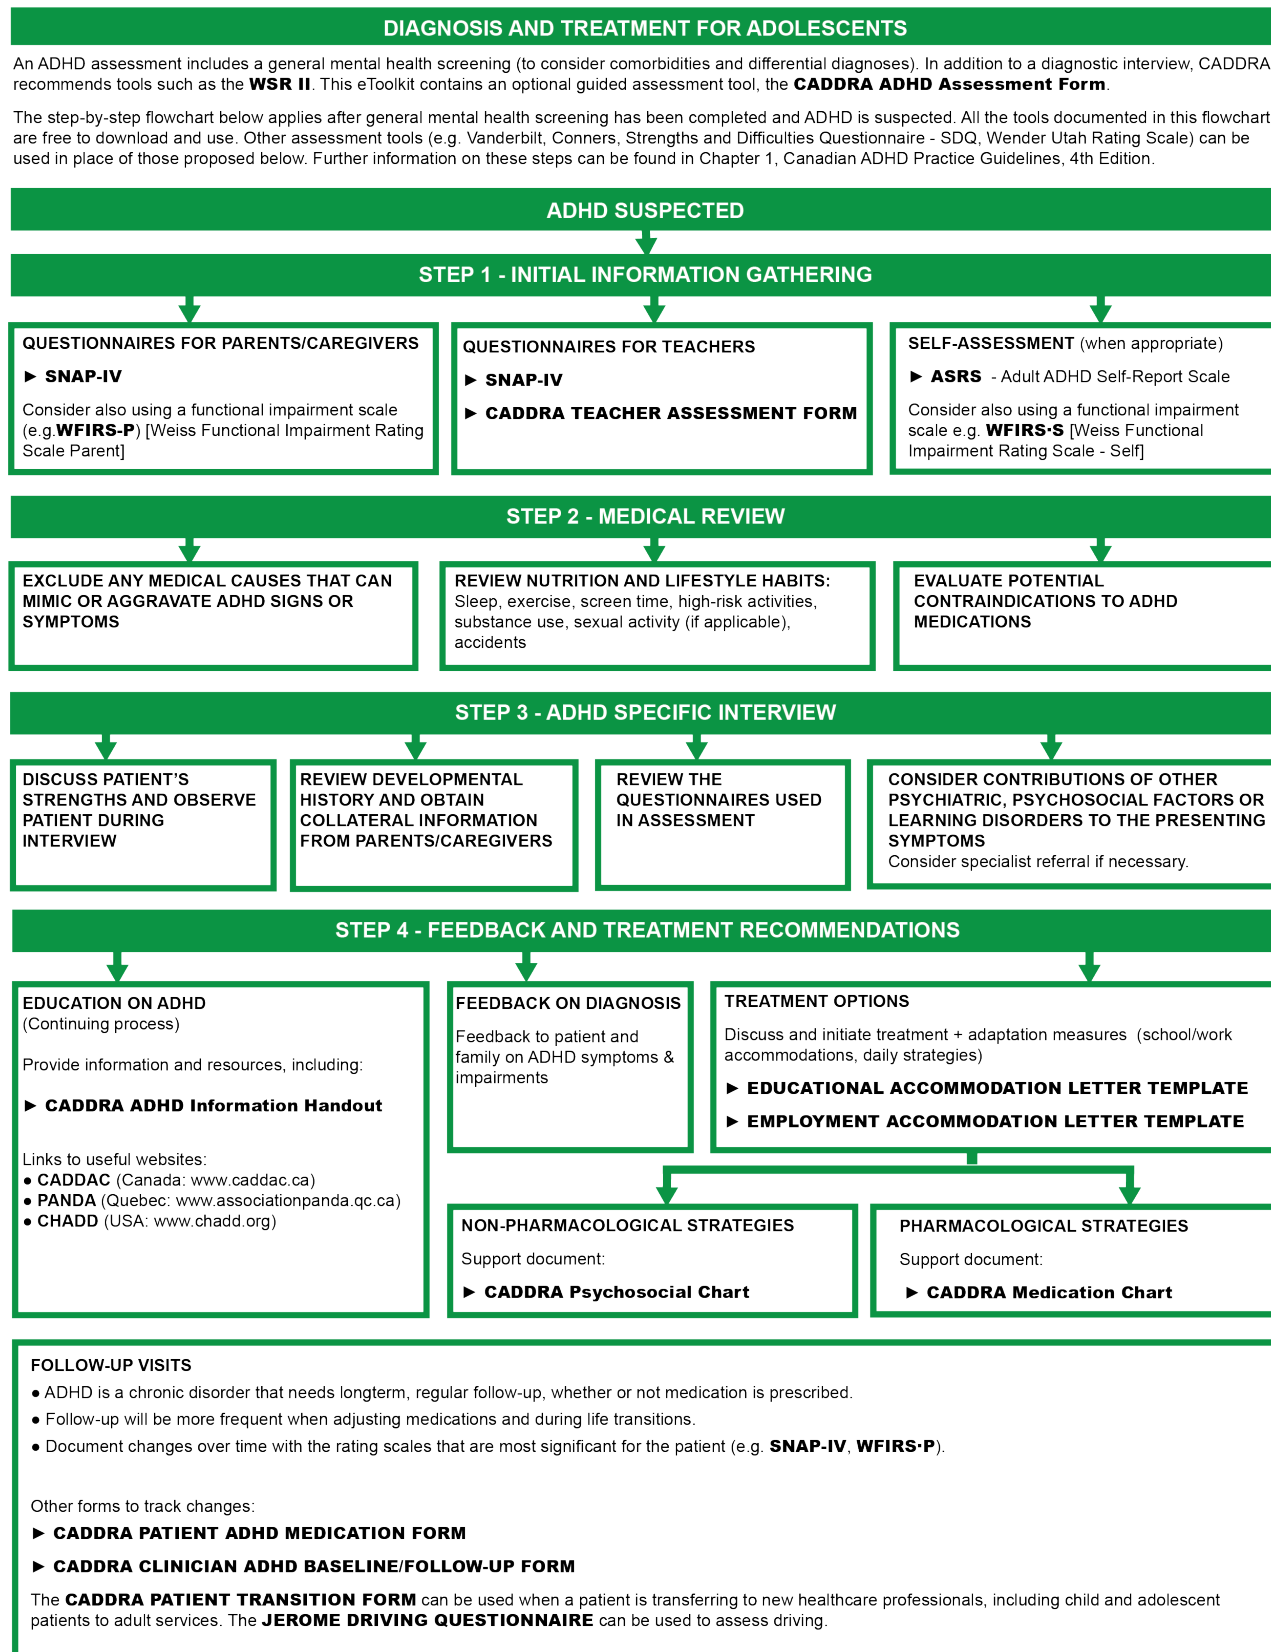 DIAGNOSIS AND TREATMENT FOR ADOLESCENTS
An ADHD assessment includes a general mental health screening (to consider comorbidities and differential diagnoses). In addition to a diagnostic interview, CADDRA
recommends tools such as the WSR II. This eToolkit contains an optional guided assessment tool, the CADDRA ADHD Assessment Form.
The step-by-step flowchart below applies after general mental health screening has been completed and ADHD is suspected. All the tools documented in this flowchart
are free to download and use. Other assessment tools (e.g. Vanderbilt, Conners, Strengths and Difficulties Questionnaire - SDQ, Wender Utah Rating Scale) can be
used in place of those proposed below. Further information on these steps can be found in Chapter 1, Canadian ADHD Practice Guidelines, 4th Edition.
ADHD SUSPECTED
STEP 1 - INITIAL INFORMATION GATHERING
QUESTIONNAIRES FOR PARENTS/CAREGIVERS
► SNAP-IV
Consider also using a functional impairment scale
(e.g.WFIRS-P) [Weiss Functional Impairment Rating
Scale Parent]
QUESTIONNAIRES FOR TEACHERS
► SNAP-IV
► CADDRA TEACHER ASSESSMENT FORM
SELF-ASSESSMENT (when appropriate)
► ASRS - Adult ADHD Self-Report Scale
Consider also using a functional impairment
scale e.g. WFIRS·S [Weiss Functional
Impairment Rating Scale - Self]
STEP 2 - MEDICAL REVIEW
EXCLUDE ANY MEDICAL CAUSES THAT CAN
MIMIC OR AGGRAVATE ADHD SIGNS OR
SYMPTOMS
REVIEW NUTRITION AND LIFESTYLE HABITS:
Sleep, exercise, screen time, high-risk activities,
substance use, sexual activity (if applicable),
accidents
EVALUATE POTENTIAL
CONTRAINDICATIONS TO ADHD
MEDICATIONS
STEP 3 - ADHD SPECIFIC INTERVIEW
DISCUSS PATIENT'S
STRENGTHS AND OBSERVE
PATIENT DURING
INTERVIEW
REVIEW DEVELOPMENTAL
HISTORY AND OBTAIN
COLLATERAL INFORMATION
FROM PARENTS/CAREGIVERS
REVIEW THE
QUESTIONNAIRES USED
IN ASSESSMENT
CONSIDER CONTRIBUTIONS OF OTHER
PSYCHIATRIC, PSYCHOSOCIAL FACTORS OR
LEARNING DISORDERS TO THE PRESENTING
SYMPTOMS
Consider specialist referral if necessary.
STEP 4 - FEEDBACK AND TREATMENT RECOMMENDATIONS
EDUCATION ON ADHD
(Continuing process)
Provide information and resources, including:
► CADDRA ADHD Information Handout
Links to useful websites:
● CADDAC (Canada: www.caddac.ca)
● PANDA (Quebec: www.associationpanda.qc.ca)
● CHADD (USA: www.chadd.org)
FEEDBACK ON DIAGNOSIS
Feedback to patient and
family on ADHD symptoms &
impairments
TREATMENT OPTIONS
Discuss and initiate treatment + adaptation measures (school/work
accommodations, daily strategies)
► EDUCATIONAL ACCOMMODATION LETTER TEMPLATE
► EMPLOYMENT ACCOMMODATION LETTER TEMPLATE
NON-PHARMACOLOGICAL STRATEGIES
Support document:
► CADDRA Psychosocial Chart
PHARMACOLOGICAL STRATEGIES
Support document:
► CADDRA Medication Chart
FOLLOW-UP VISITS
● ADHD is a chronic disorder that needs longterm, regular follow-up, whether or not medication is prescribed.
● Follow-up will be more frequent when adjusting medications and during life transitions.
● Document changes over time with the rating scales that are most significant for the patient (e.g. SNAP-IV, WFIRS·P).
Other forms to track changes:
► CADDRA PATIENT ADHD MEDICATION FORM
► CADDRA CLINICIAN ADHD BASELINE/FOLLOW-UP FORM
The CADDRA PATIENT TRANSITION FORM can be used when a patient is transferring to new healthcare professionals, including child and adolescent
patients to adult services. The JEROME DRIVING QUESTIONNAIRE can be used to assess driving.